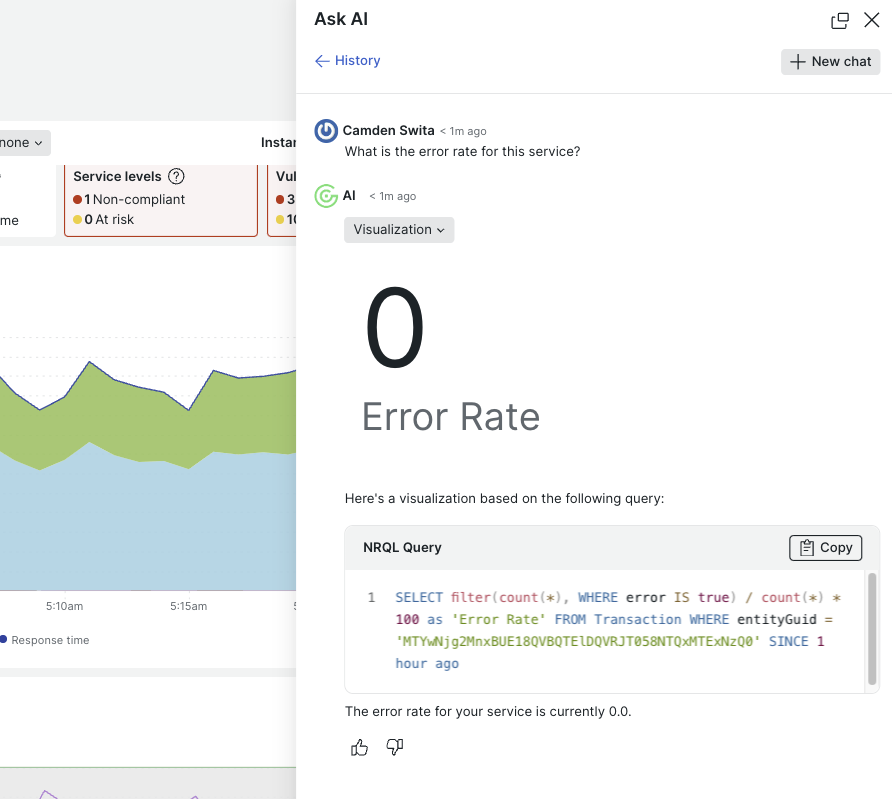 Ask AI
History
New chat
Camden Swita < 1m ago
What is the error rate for this service?
AI < 1m ago
Visualization
0
Error Rate
Here's a visualization based on the following query:
NRQL Query
Copy
1 SELECT filter(count(*), WHERE error IS true) / count(*) *
100 as 'Error Rate' FROM Transaction WHERE entityGuid =
'MTYwNjg2MnxBUE18QVBQTElDQVRJT058NTQxMTExNzQ0' SINCE 1
hour ago
The error rate for your service is currently 0.0.
none
Instan
me
Service levels ?
1 Non-compliant
0 At risk
Vul
3
10
5:10am
5:15am
5
Response time